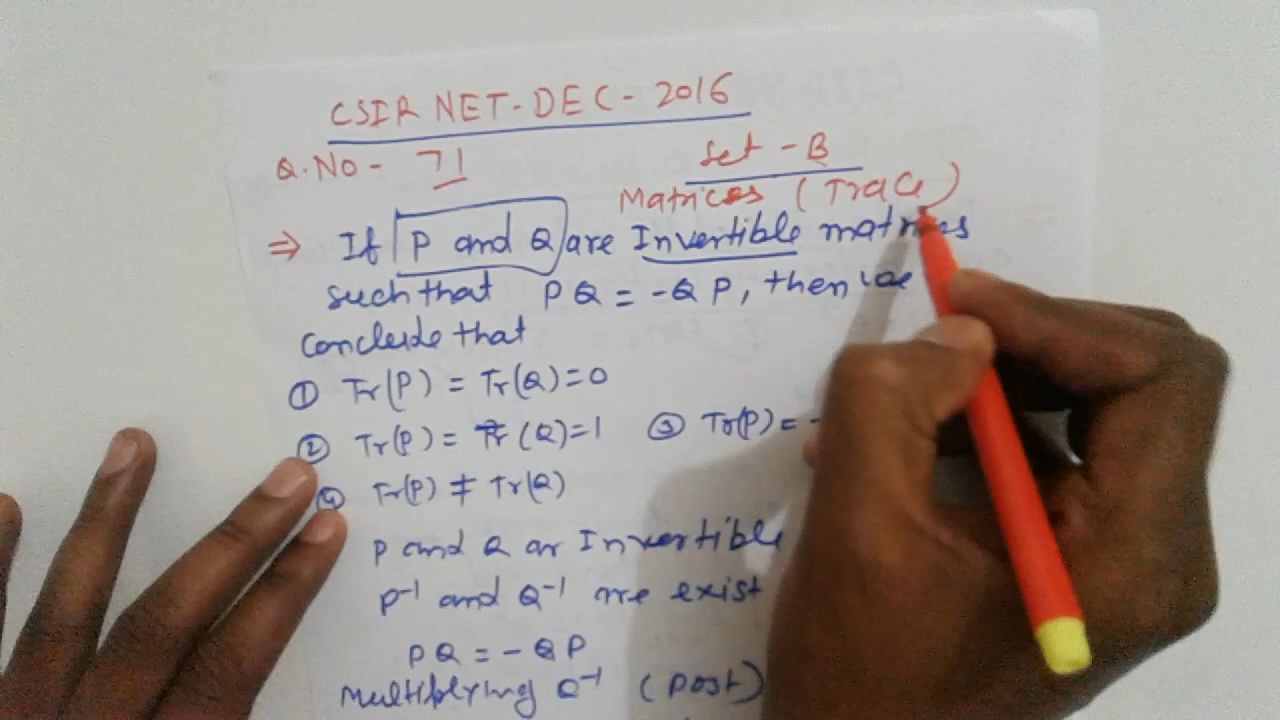 CSIR NET-DEC-2016
Q.NO- 71
Set-B
Matrices (Trace)
⇒ If P and Q are Invertible matrices
such that PQ = -QP, then we
conclude that
① Tr(P) = Tr(Q)=0
② Tr(P) = Tr(Q)=1 ③ Tr(P) = -
④ Tr(P) ≠ Tr(Q)
P and Q ar Invertible
P⁻¹ and Q⁻¹ are exist
PQ = -QP
Multiplying Q⁻¹ (post)